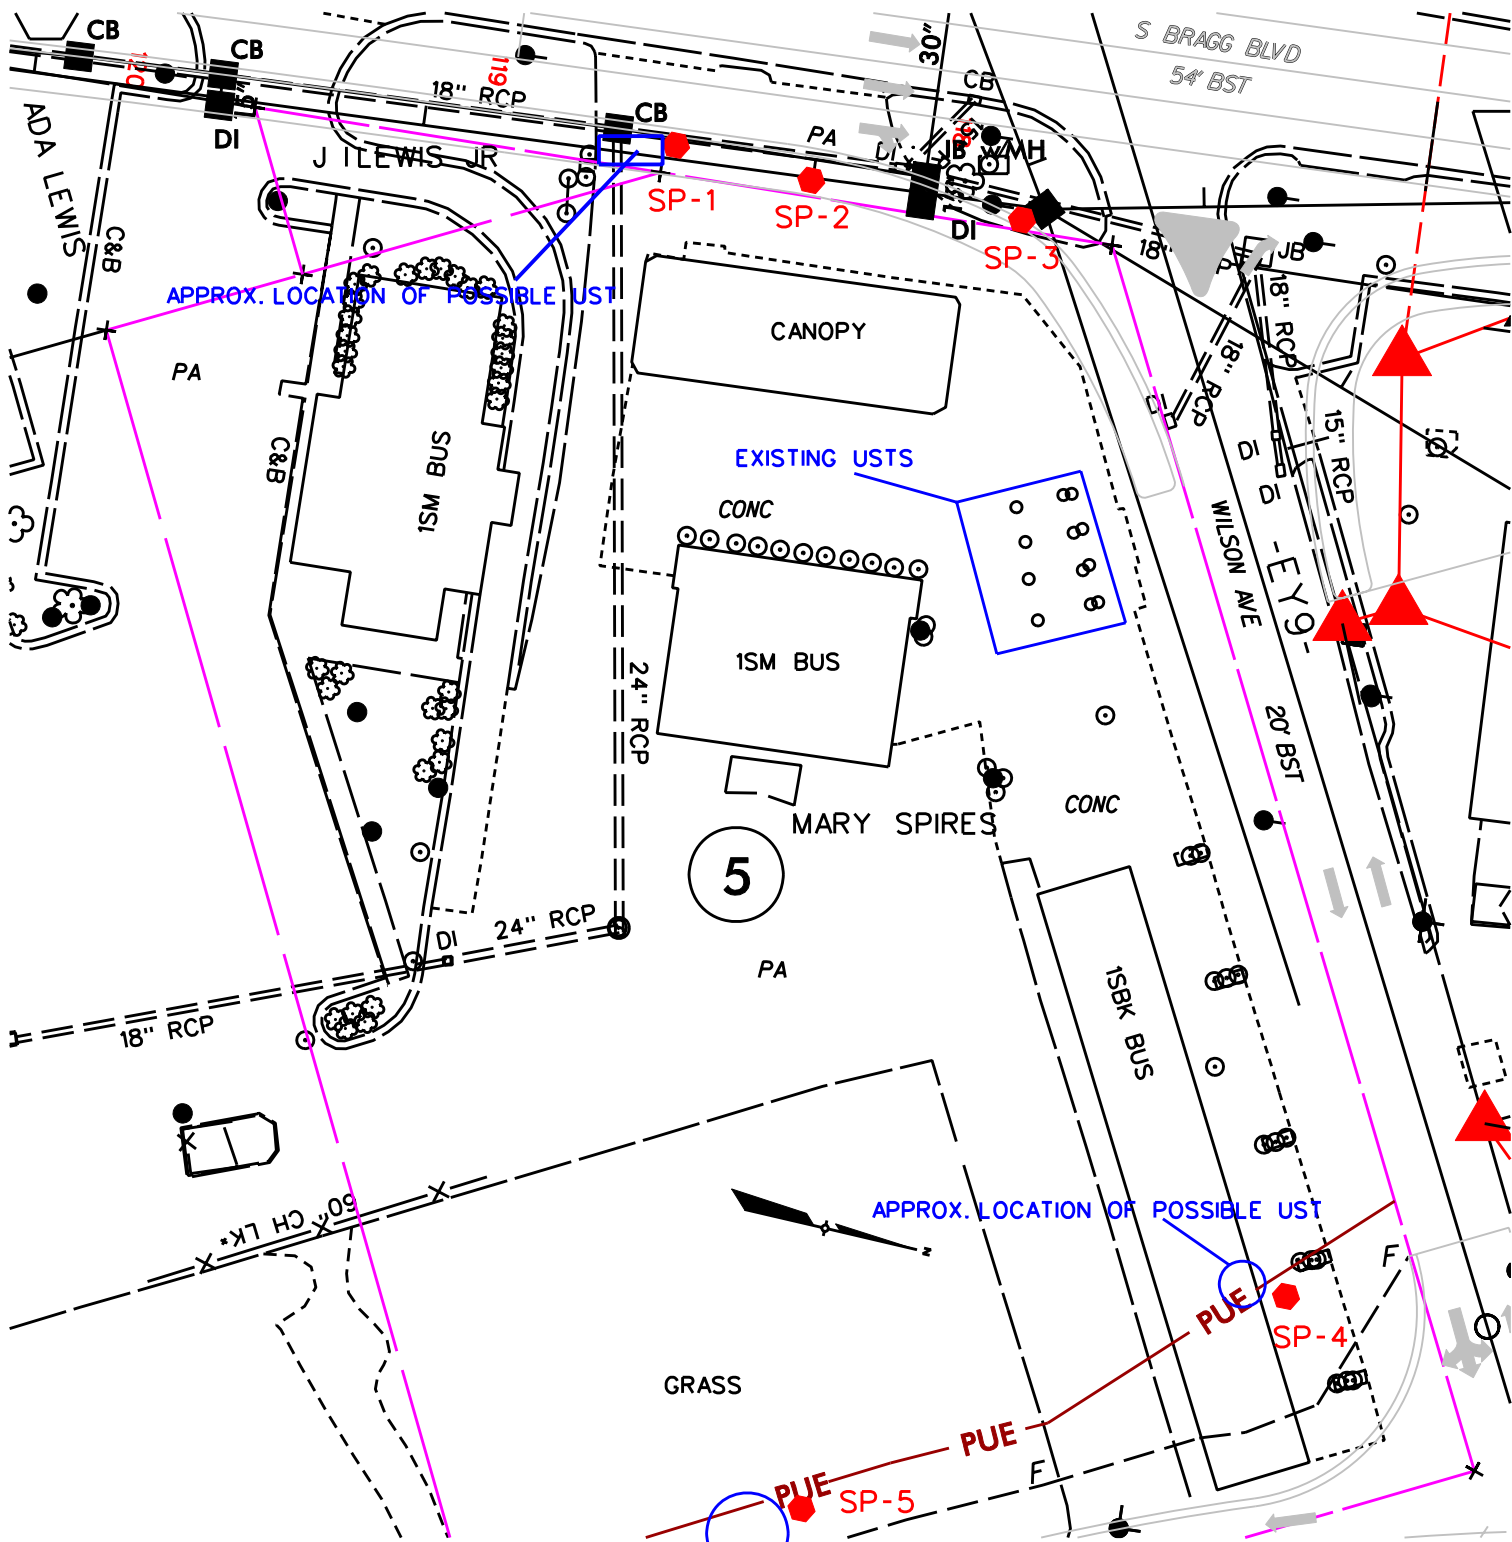 CB
CB
120
119
18" RCP
30"
CB
S BRAGG BLVD
54' BST
DI
CB
PA
DI
JB W/MH
ADA LEWIS
J I LEWIS JR
SP-1
SP-2
DI
SP-3
18"
JB
C&B
APPROX. LOCATION OF POSSIBLE UST
CANOPY
18" RCP
18" RCP
PA
C&B
1SM BUS
EXISTING USTS
CONC
15" RCP
DI
DI
WILSON AVE
-EY9-
1SM BUS
24" RCP
20' BST
MARY SPIRES
CONC
5
24" RCP
DI
PA
1SBK BUS
18" RCP
60" CH LK
APPROX. LOCATION OF POSSIBLE UST
N
F
PUE
SP-4
GRASS
PUE
F
PUE
SP-5